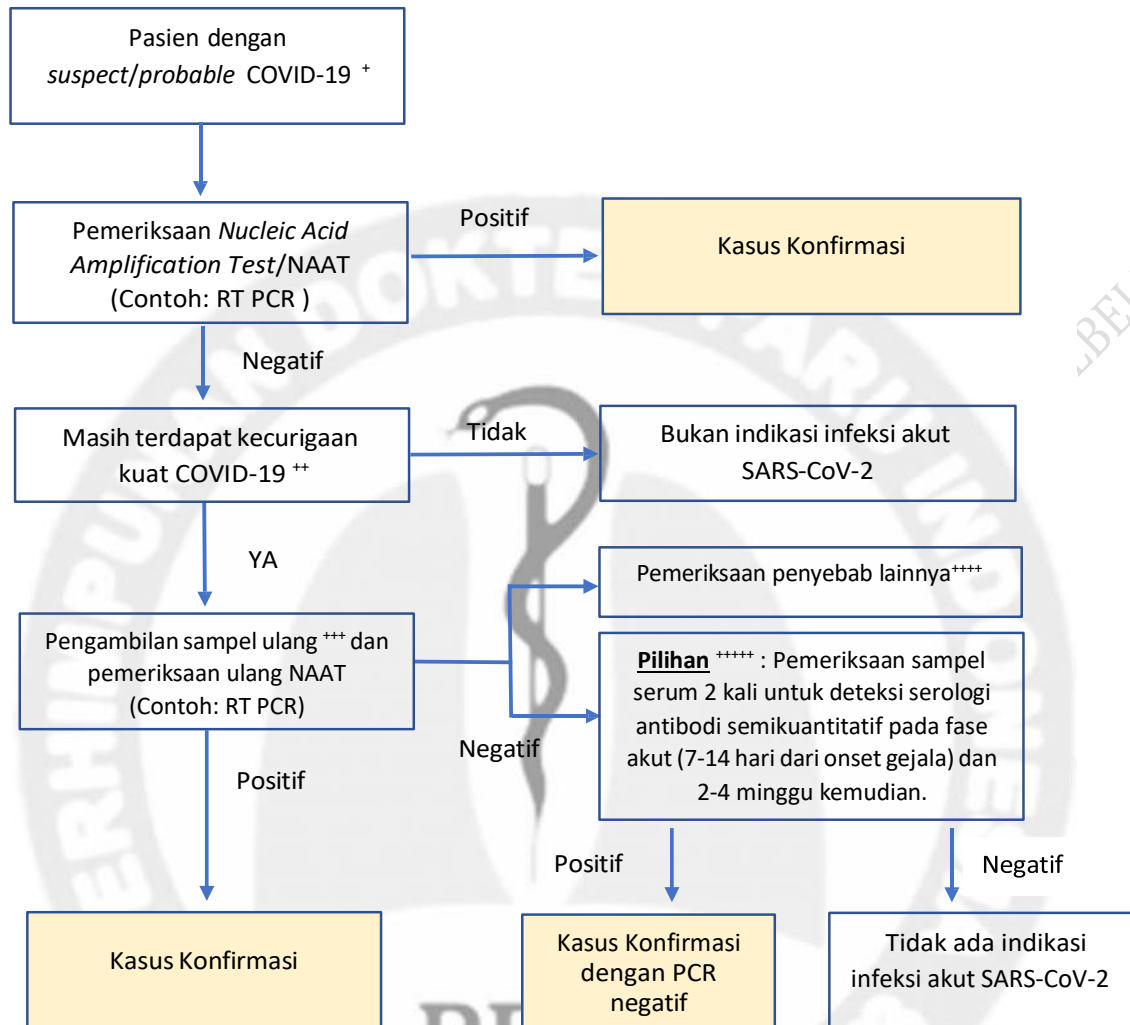 Pasien dengan
suspect/probable COVID-19 +
Pemeriksaan Nucleic Acid
Amplification Test/NAAT
(Contoh: RT PCR )
Positif
Kasus Konfirmasi
Negatif
Masih terdapat kecurigaan
kuat COVID-19 ++
Tidak
Bukan indikasi infeksi akut
SARS-CoV-2
YA
Pemeriksaan penyebab lainnya++++
Pengambilan sampel ulang +++ dan
pemeriksaan ulang NAAT
(Contoh: RT PCR)
Negatif
Pilihan +++++ : Pemeriksaan sampel
serum 2 kali untuk deteksi serologi
antibodi semikuantitatif pada fase
akut (7-14 hari dari onset gejala) dan
2-4 minggu kemudian.
Positif
Positif
Negatif
Kasus Konfirmasi
Kasus Konfirmasi
dengan PCR
negatif
Tidak ada indikasi
infeksi akut SARS-CoV-2